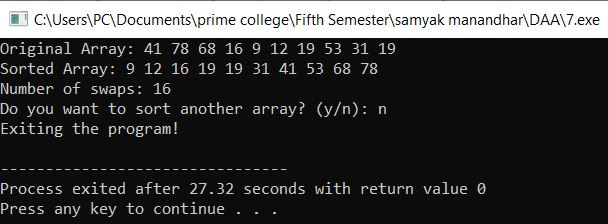 C:\Users\PC\Documents\prime college\Fifth Semester\samyak manandhar\DAA\7.exe
Original Array: 41 78 68 16 9 12 19 53 31 19
Sorted Array: 9 12 16 19 19 31 41 53 68 78
Number of swaps: 16
Do you want to sort another array? (y/n): n
Exiting the program!
--------------------------------
Process exited after 27.32 seconds with return value 0
Press any key to continue . . .